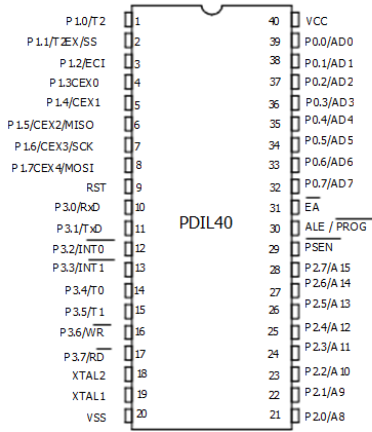 P1.0/T2 1 40 VCC
P1.1/T2EX/SS 2 39 P0.0/AD0
P1.2/ECI 3 38 P0.1/AD1
P1.3CEX0 4 37 P0.2/AD2
P1.4/CEX1 5 36 P0.3/AD3
P1.5/CEX2/MISO 6 35 P0.4/AD4
P1.6/CEX3/SCK 7 34 P0.5/AD5
P1.7CEX4/MOSI 8 33 P0.6/AD6
RST 9 32 P0.7/AD7
P3.0/RxD 10 31 EA
P3.1/TxD 11 PDIL40 30 ALE / PROG
P3.2/INT0 12 29 PSEN
P3.3/INT1 13 28 P2.7/A15
P3.4/T0 14 27 P2.6/A14
P3.5/T1 15 26 P2.5/A13
P3.6/WR 16 25 P2.4/A12
P3.7/RD 17 24 P2.3/A11
XTAL2 18 23 P2.2/A10
XTAL1 19 22 P2.1/A9
VSS 20 21 P2.0/A8